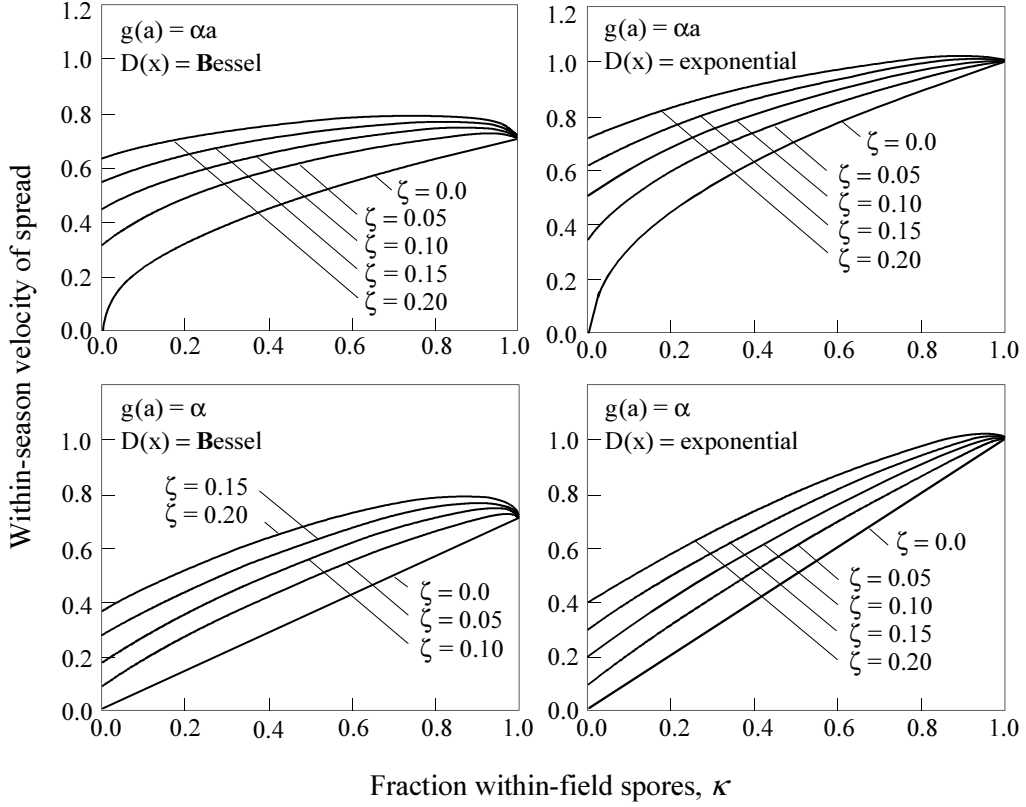 Within-season velocity of spread
g(a) = αa
D(x) = Bessel
1.2
1.0
0.8
0.6
0.4
0.2
0.0
ζ = 0.0
ζ = 0.05
ζ = 0.10
ζ = 0.15
ζ = 0.20
0.0 0.2 0.4 0.6 0.8 1.0
g(a) = αa
D(x) = exponential
1.2
1.0
0.8
0.6
0.4
0.2
0.0
ζ = 0.0
ζ = 0.05
ζ = 0.10
ζ = 0.15
ζ = 0.20
0.0 0.2 0.4 0.6 0.8 1.0
g(a) = α
D(x) = Bessel
1.0
0.8
0.6
0.4
0.2
0.0
ζ = 0.15
ζ = 0.20
ζ = 0.0
ζ = 0.05
ζ = 0.10
0.0 0.2 0.4 0.6 0.8 1.0
g(a) = α
D(x) = exponential
1.0
0.8
0.6
0.4
0.2
0.0
ζ = 0.0
ζ = 0.05
ζ = 0.10
ζ = 0.15
ζ = 0.20
0.0 0.2 0.4 0.6 0.8 1.0
Fraction within-field spores, κ